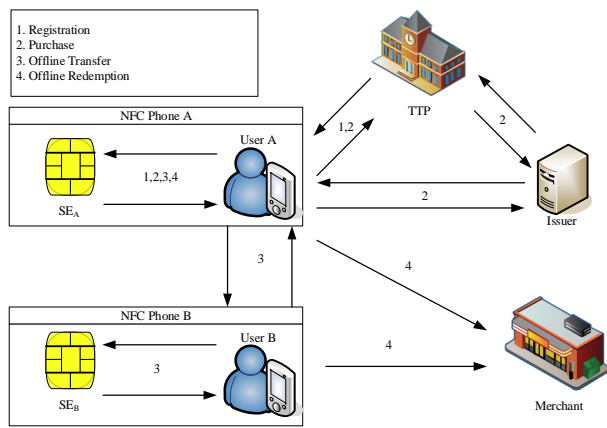 1. Registration
2. Purchase
3. Offline Transfer
4. Offline Redemption
TTP
NFC Phone A
User A
1,2
2
1,2,3,4
SEA
2
Issuer
3
4
NFC Phone B
User B
3
4
SEB
Merchant